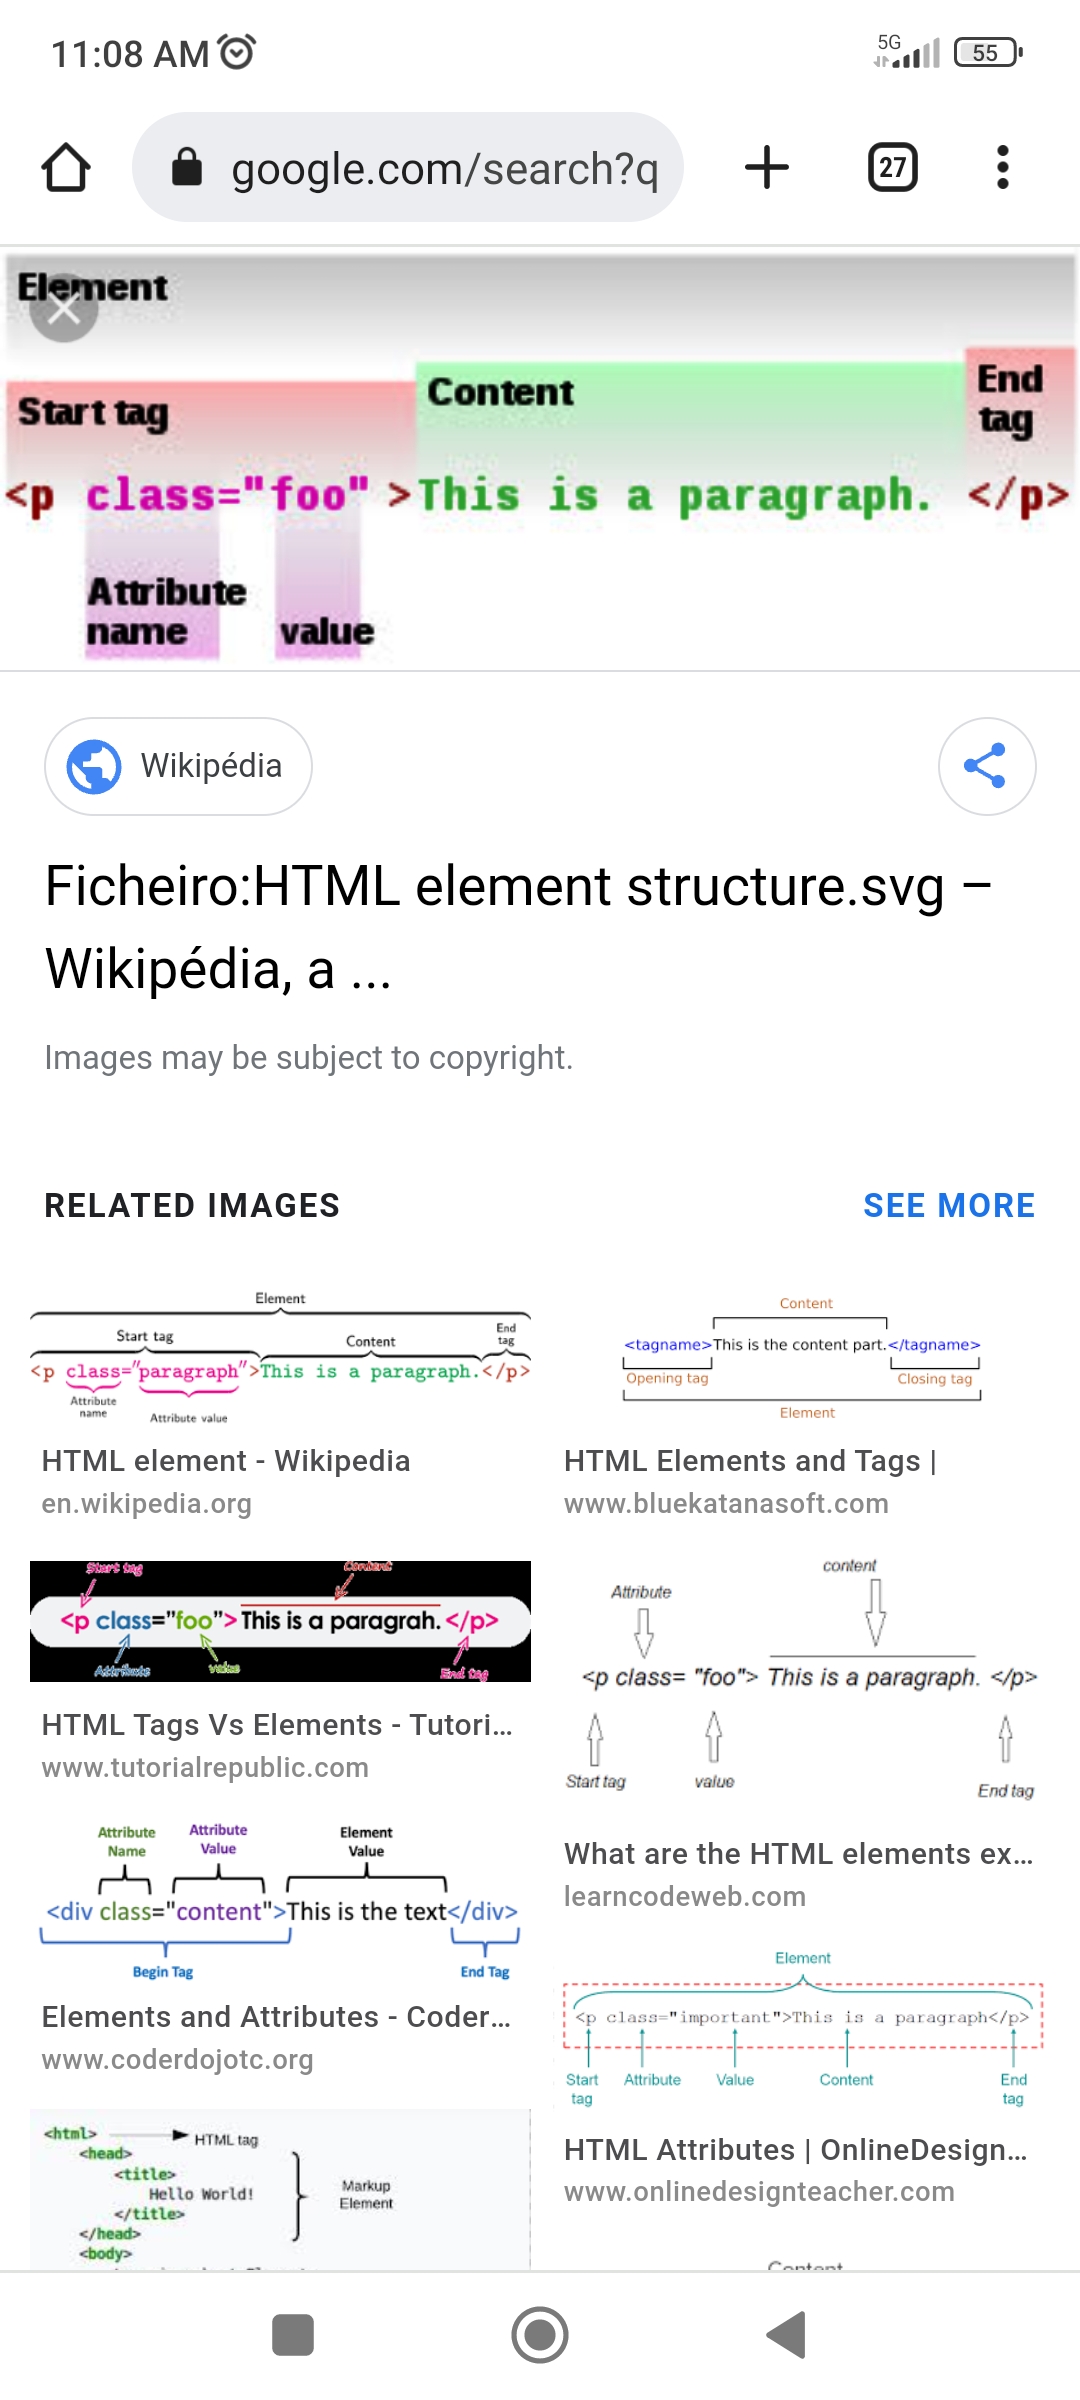 11:08 AM
5G
55
google.com/search?q
27
Element
Start tag
Content
End
tag
<p class="foo" >This is a paragraph. </p>
Attribute
name
value
Wikipédia
Ficheiro:HTML element structure.svg –
Wikipédia, a ...
Images may be subject to copyright.
RELATED IMAGES
SEE MORE
Element
Start tag
Content
End
tag
<p class="paragraph">This is a paragraph.</p>
Attribute
name
Attribute value
HTML element - Wikipedia
en.wikipedia.org
Content
<tagname>This is the content part.</tagname>
Opening tag
Closing tag
Element
HTML Elements and Tags |
www.bluekatanasoft.com
Start tag
Content
<p class="foo"> This is a paragrah. </p>
Attribute
value
End tag
HTML Tags Vs Elements - Tutori...
www.tutorialrepublic.com
content
Attribute
<p class= "foo"> This is a paragraph. </p>
Start tag
value
End tag
What are the HTML elements ex...
learncodeweb.com
Attribute
Name
Attribute
Value
Element
Value
<div class="content">This is the text</div>
Begin Tag
End Tag
Elements and Attributes - Coder...
www.coderdojotc.org
Element
<p class="important">This is a paragraph</p>
Start
tag
Attribute
Value
Content
End
tag
HTML Attributes | OnlineDesign...
www.onlinedesignteacher.com
<html>
HTML tag
<head>
<title>
Hello World!
</title>
</head>
<body>
Markup
Element
Content